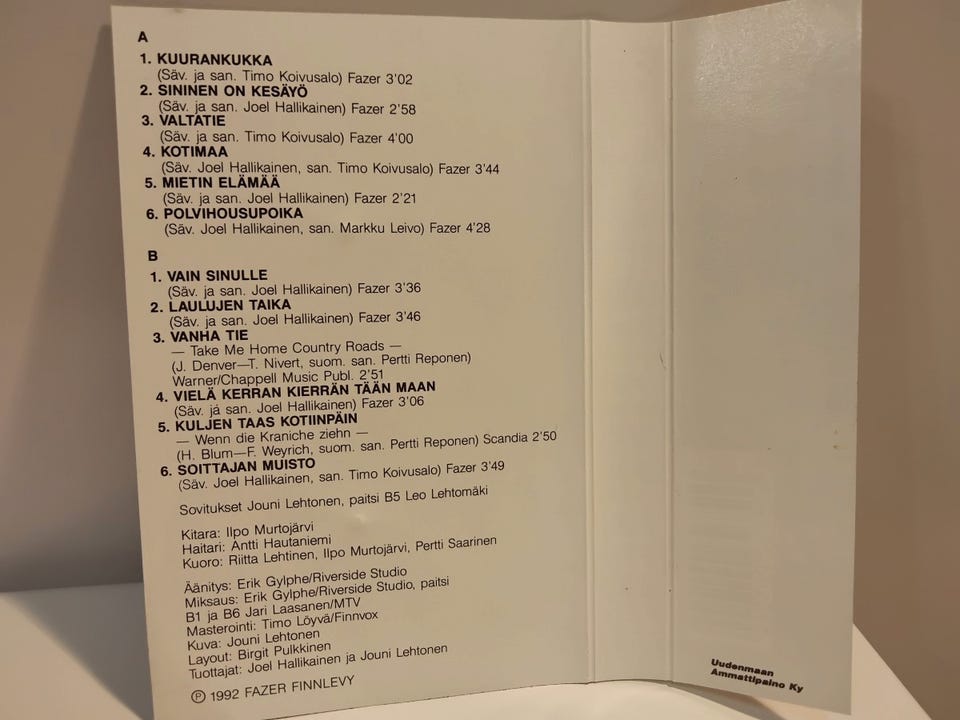 A
1. KUURANKUKKA
(Säv. ja san. Timo Koivusalo) Fazer 3'02
2. SININEN ON KESÄYÖ
(Säv. ja san. Joel Hallikainen) Fazer 2'58
3. VALTATIE
(Säv. ja san. Timo Koivusalo) Fazer 4'00
4. KOTIMAA
(Säv. Joel Hallikainen, san. Timo Koivusalo) Fazer 3'44
5. MIETIN ELÄMÄÄ
(Säv. ja san. Joel Hallikainen) Fazer 2'21
6. POLVIHOUSUPOIKA
(Säv. Joel Hallikainen, san. Markku Leivo) Fazer 4'28
B
1. VAIN SINULLE
(Säv. ja san. Joel Hallikainen) Fazer 3'36
2. LAULUJEN TAIKA
(Säv. ja san. Joel Hallikainen) Fazer 3'46
3. VANHA TIE
— Take Me Home Country Roads —
(J. Denver—T. Nivert, suom. san. Pertti Reponen)
Warner/Chappell Music Publ. 2'51
4. VIELÄ KERRAN KIERRÄN TÄÄN MAAN
(Säv. já san. Joel Hallikainen) Fazer 3'06
5. KULJEN TAAS KOTIINPÄIN
— Wenn die Kraniche ziehn —
(H. Blum—F. Weyrich, suom. san. Pertti Reponen) Scandia 2'50
6. SOITTAJAN MUISTO
(Säv. Joel Hallikainen, san. Timo Koivusalo) Fazer 3'49
Sovitukset Jouni Lehtonen, paitsi B5 Leo Lehtomäki
Kitara: Ilpo Murtojärvi
Haitari: Antti Hautaniemi
Kuoro: Riitta Lehtinen, Ilpo Murtojärvi, Pertti Saarinen
Äänitys: Erik Gylphe/Riverside Studio
Miksaus: Erik Gylphe/Riverside Studio, paitsi
B1 ja B6 Jari Laasanen/MTV
Masterointi: Timo Löyvä/Finnvox
Kuva: Jouni Lehtonen
Layout: Birgit Pulkkinen
Tuottajat: Joel Hallikainen ja Jouni Lehtonen
℗ 1992 FAZER FINNLEVY
Uudenmaan
Ammattipaino Ky